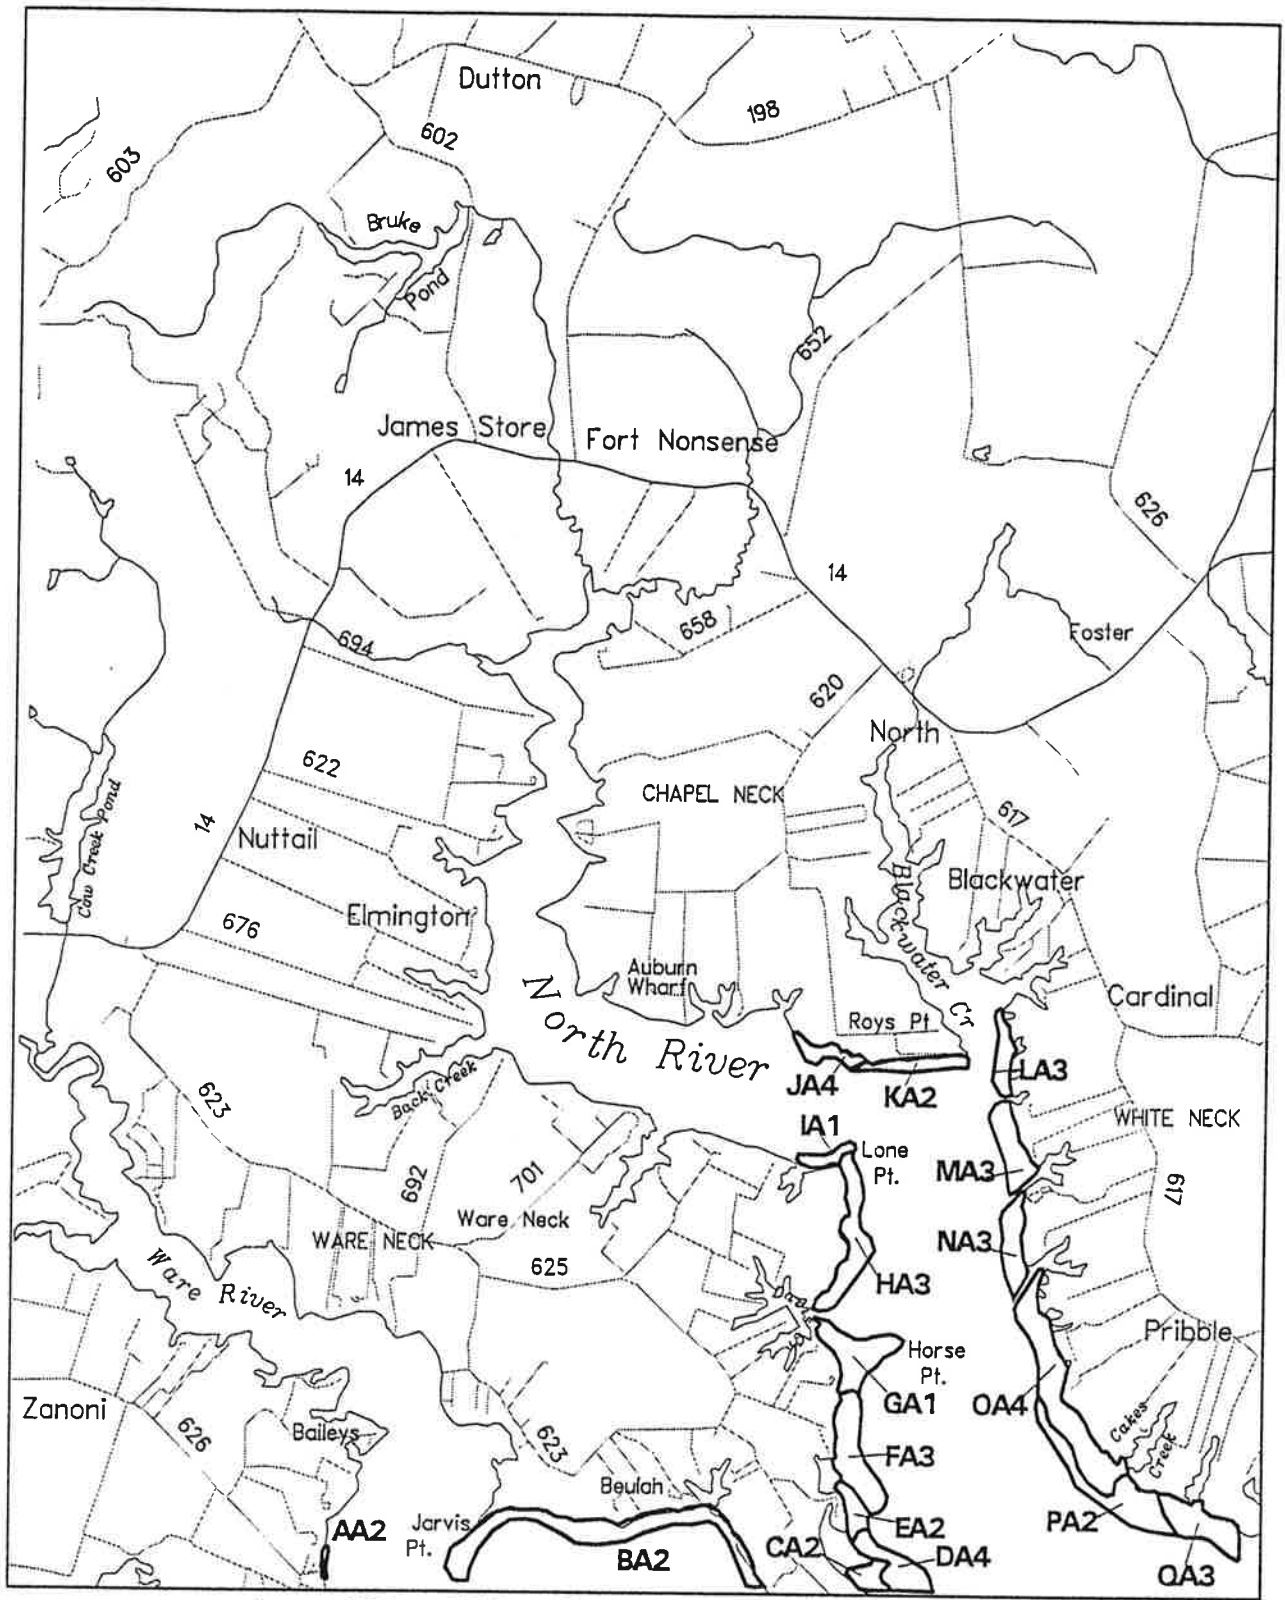 Dutton
198
602
603
Bruke
Pond
652
James Store
Fort Nonsense
14
626
14
658
Foster
694
620
North
622
CHAPEL NECK
617
14
Nuttail
Cow Creek Pond
Blackwater
Blackwater Cr
Elmington
676
Auburn
Wharf
North River
Cardinal
Roys Pt
JA4
KA2
LA3
Back Creek
623
IA1
WHITE NECK
Lone
Pt.
MA3
692
701
617
Ware Neck
WARE NECK
NA3
625
Ware River
HA3
Pribble
Horse
Pt.
GA1
OA4
Zanoni
626
Baileys
623
Cakes
Creek
FA3
Beulah
AA2
Jarvis
Pt.
EA2
PA2
CA2
DA4
BA2
QA3